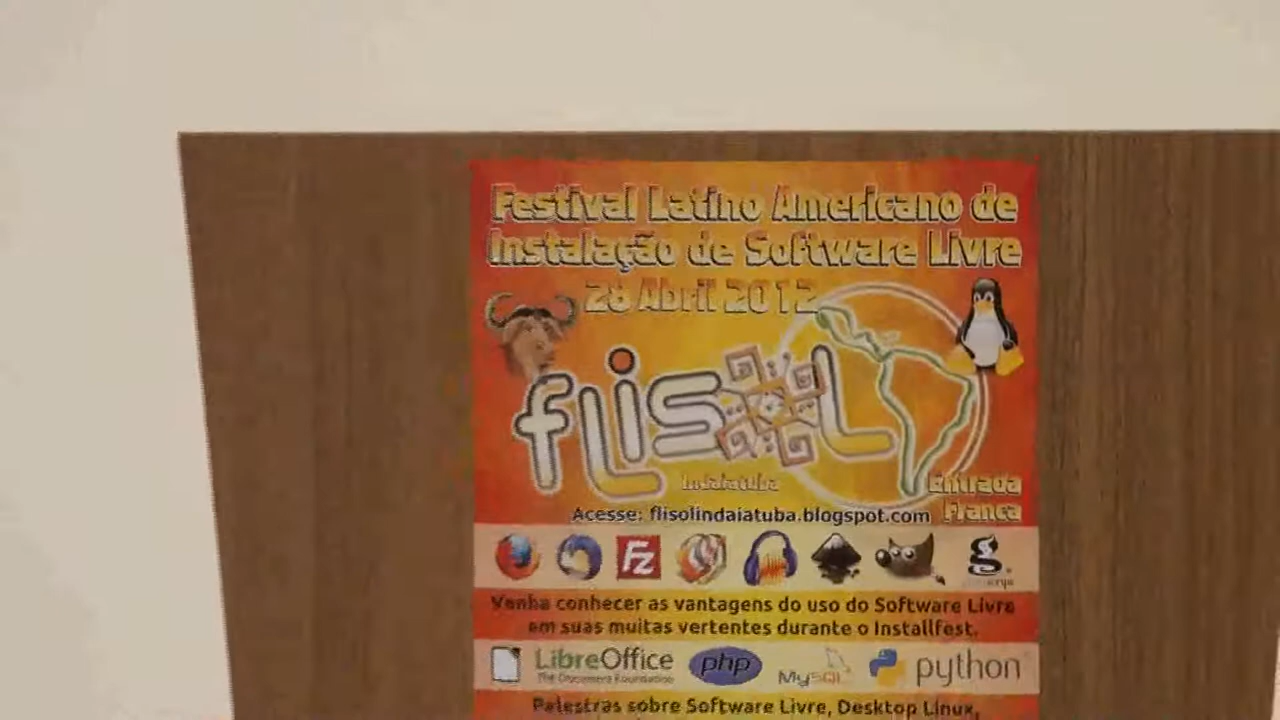 Festival Latino Americano de
Instalação de Software Livre
28 Abril 2012
flisol
Indaiatuba
Entrada
Franca
Acesse: flisolindaiatuba.blogspot.com
Fz
Venha conhecer as vantagens do uso do Software Livre
em suas muitas vertentes durante o Installfest.
LibreOffice
The Document Foundation
php
MySQL
python
Palestras sobre Software Livre, Desktop Linux,